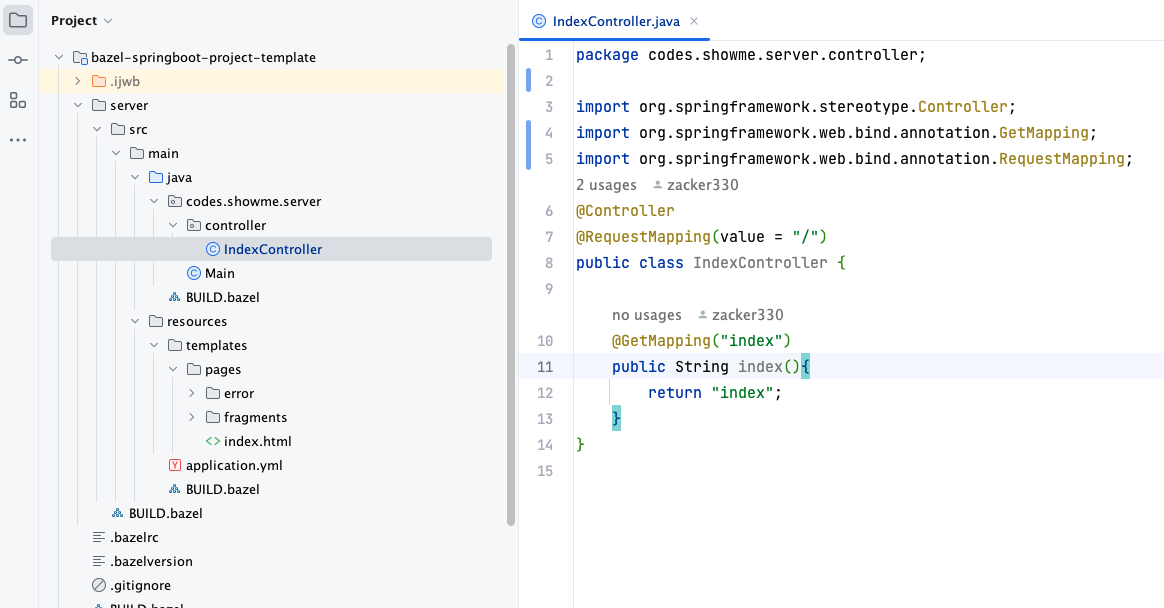 Project
bazel-springboot-project-template
.ijwb
server
src
main
java
codes.showme.server
controller
IndexController
Main
BUILD.bazel
resources
templates
pages
error
fragments
index.html
application.yml
BUILD.bazel
BUILD.bazel
.bazelrc
.bazelversion
.gitignore
BUILD.bazel
IndexController.java
1 package codes.showme.server.controller;
2
3 import org.springframework.stereotype.Controller;
4 import org.springframework.web.bind.annotation.GetMapping;
5 import org.springframework.web.bind.annotation.RequestMapping;
2 usages zacker330
6 @Controller
7 @RequestMapping(value = "/")
8 public class IndexController {
9
no usages zacker330
10 @GetMapping("index")
11 public String index(){
12 return "index";
13 }
14 }
15